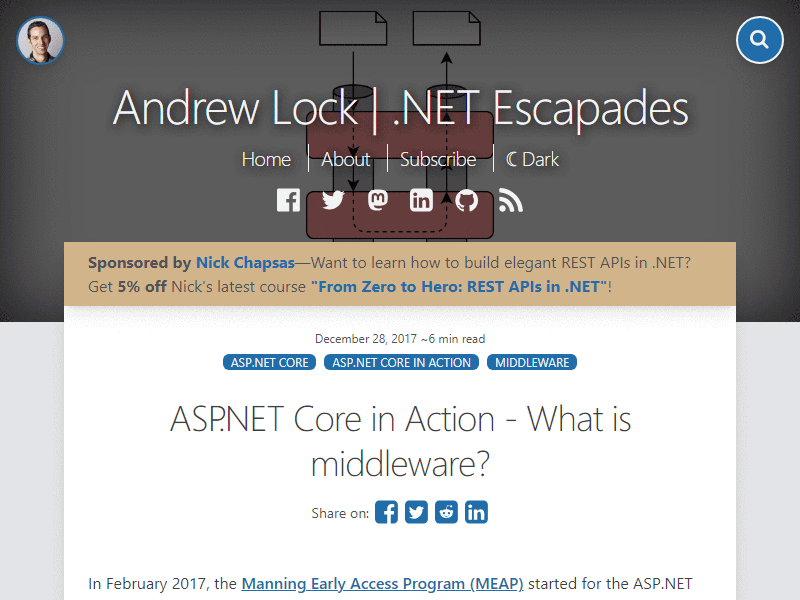 Andrew Lock | .NET Escapades
Home About Subscribe ☾ Dark
Sponsored by Nick Chapsas—Want to learn how to build elegant REST APIs in .NET?
Get 5% off Nick's latest course "From Zero to Hero: REST APIs in .NET"!
December 28, 2017 ~6 min read
ASP.NET CORE ASP.NET CORE IN ACTION MIDDLEWARE
ASP.NET Core in Action - What is
middleware?
Share on:
In February 2017, the Manning Early Access Program (MEAP) started for the ASP.NET